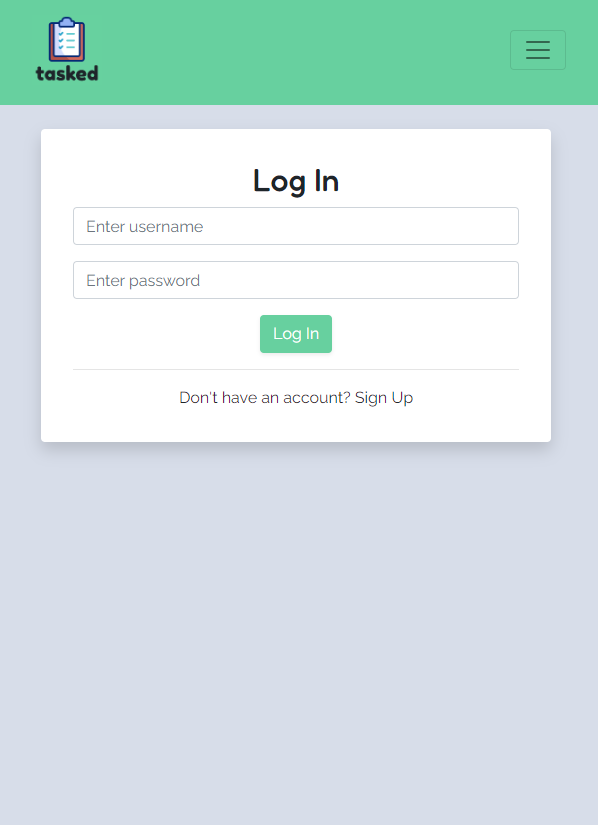 tasked
Log In
Enter username
Enter password
Log In
Don't have an account? Sign Up